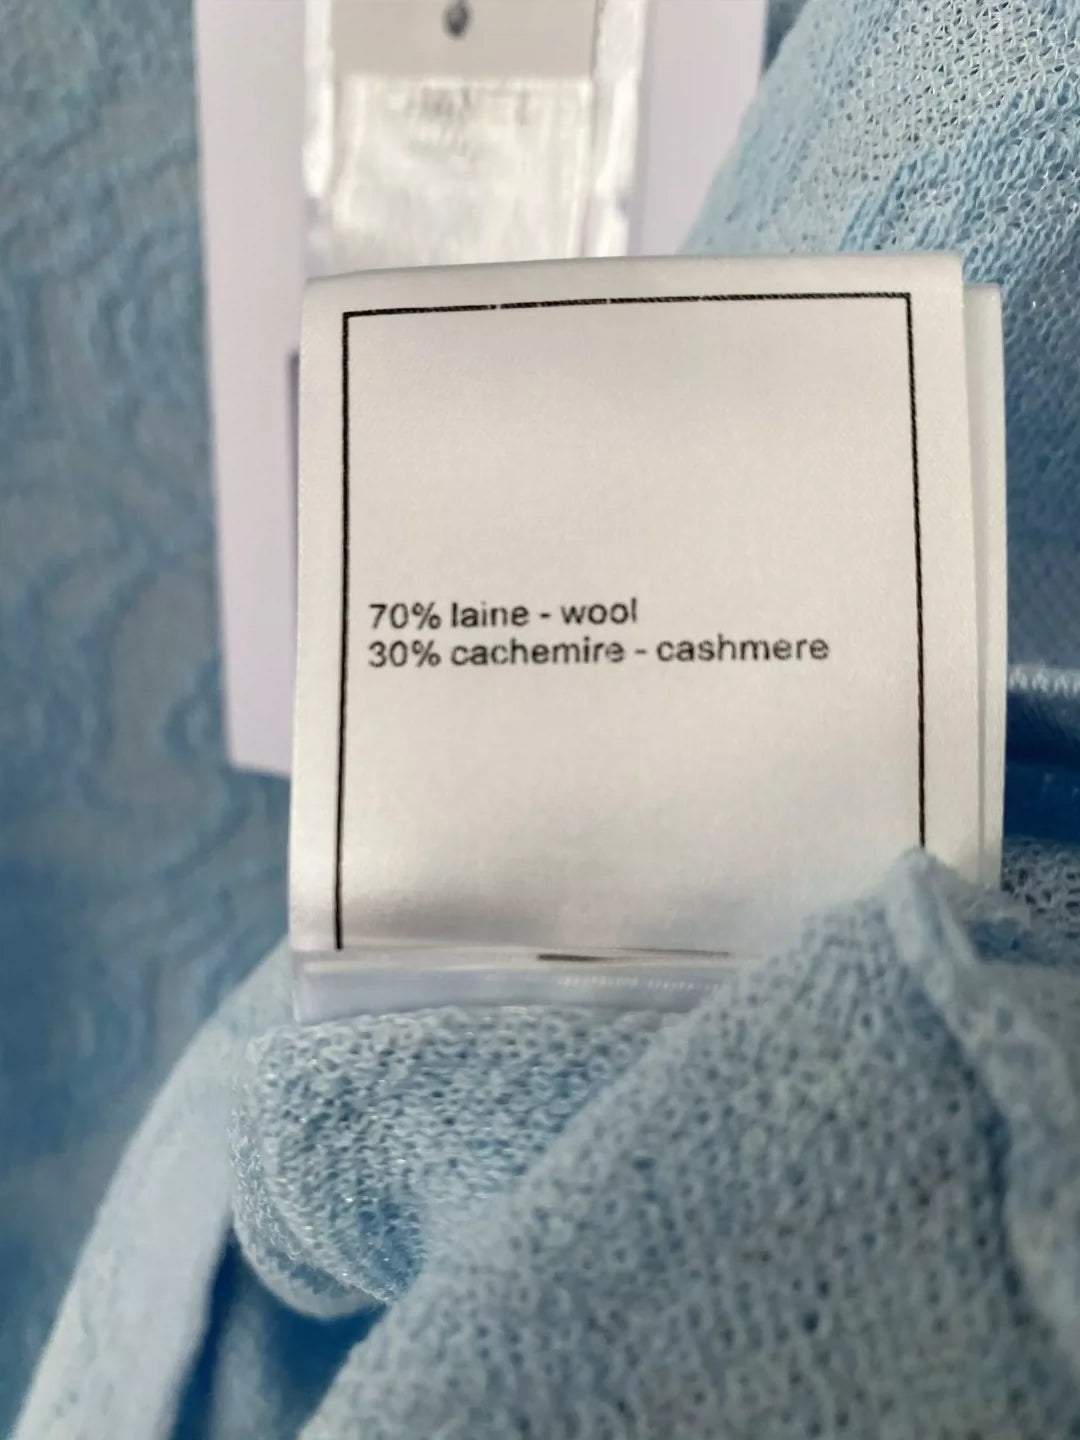 70% laine - wool
30% cachemire - cashmere